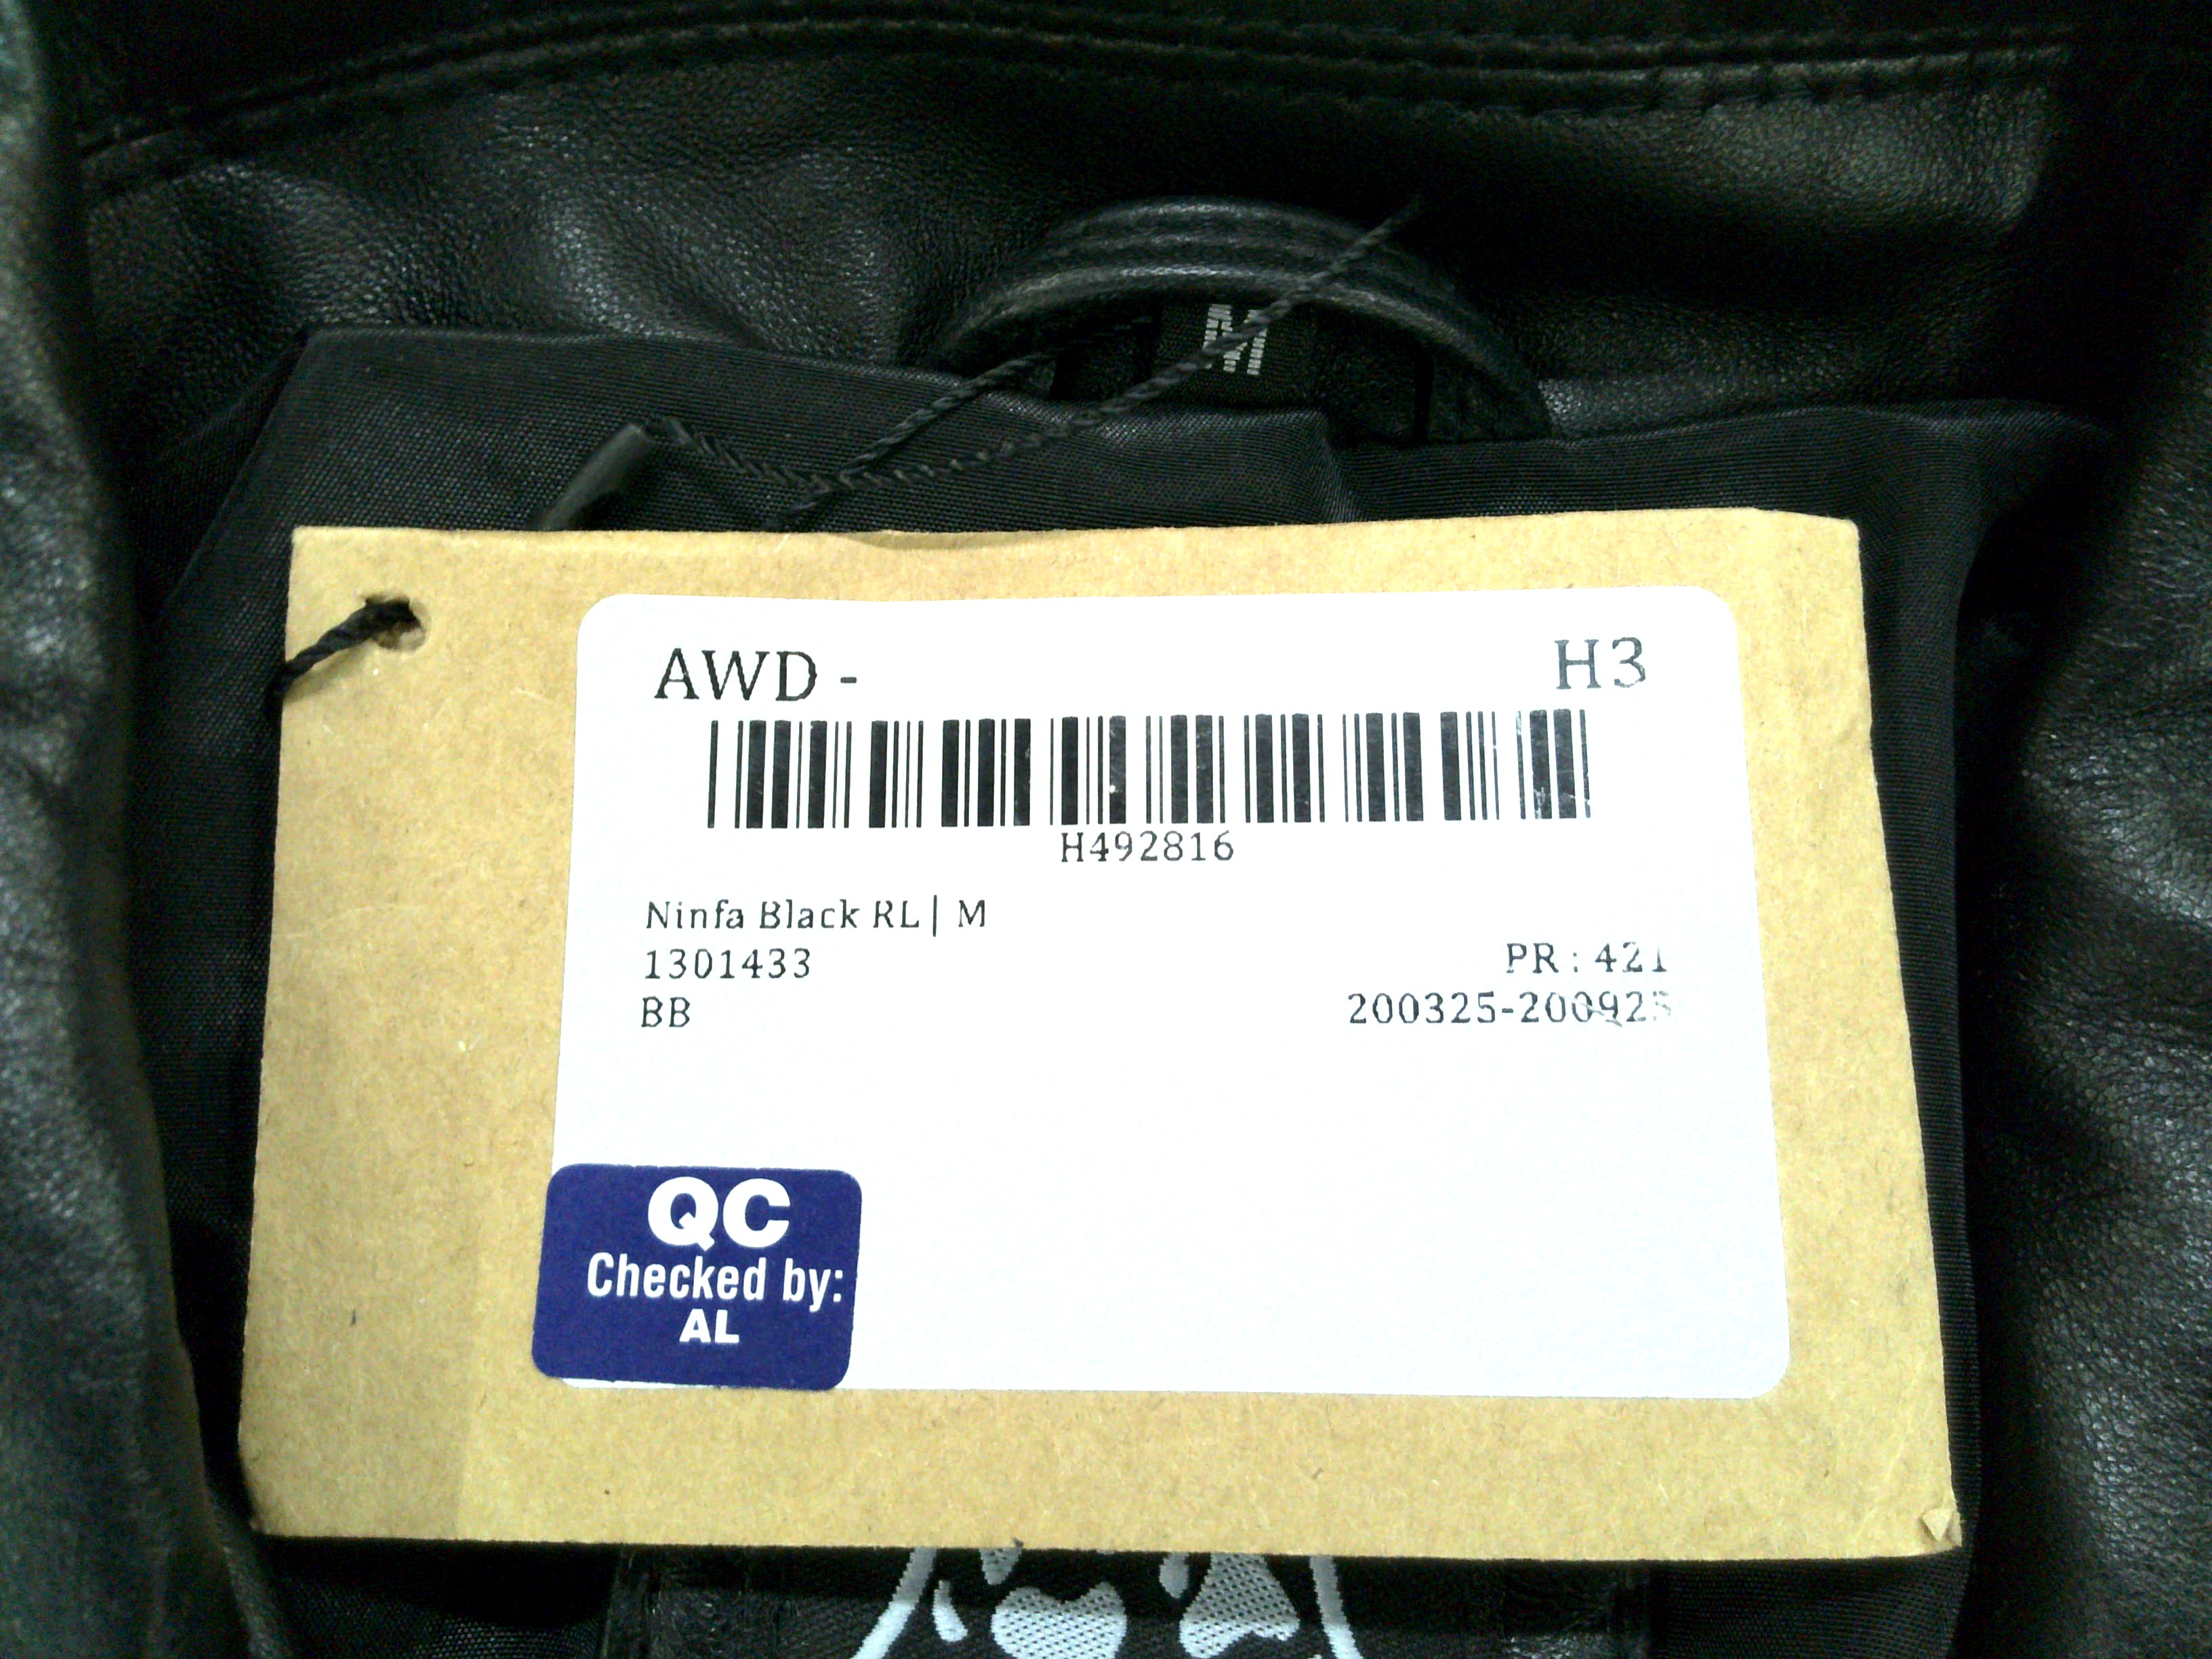 M
AWD - H3
H492816
Ninfa Black RL | M
1301433 PR : 421
BB 200325-200925
QC
Checked by:
AL